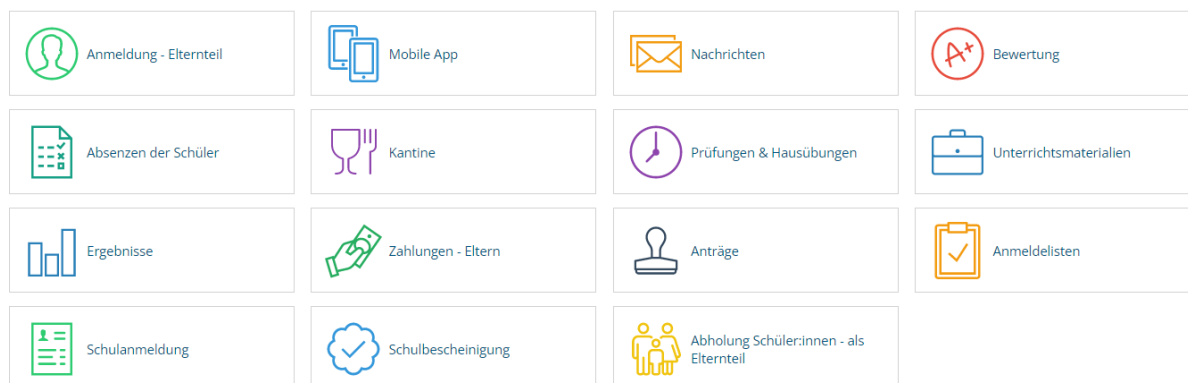 Anmeldung - Elternteil
Mobile App
Nachrichten
A+
Bewertung
Absenzen der Schüler
Kantine
Prüfungen & Hausübungen
Unterrichtsmaterialien
Ergebnisse
Zahlungen - Eltern
Anträge
Anmeldelisten
Schulanmeldung
Schulbescheinigung
Abholung Schüler:innen - als
Elternteil